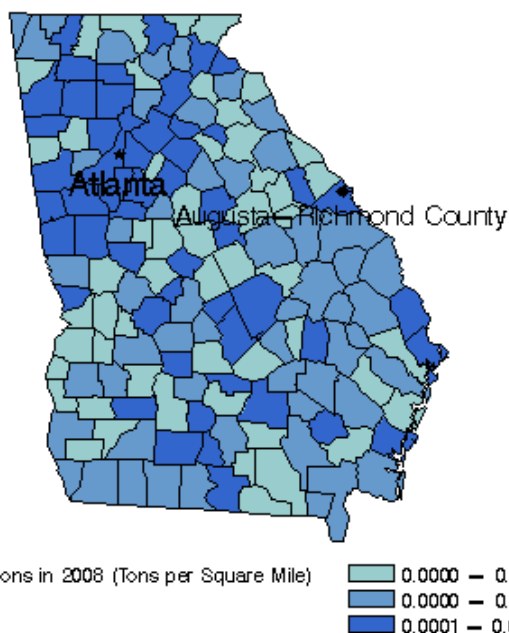 Atlanta
Augusta-Richmond County
ons in 2008 (Tons per Square Mile)
0.0000 - 0.
0.0000 - 0.
0.0001 - 0.